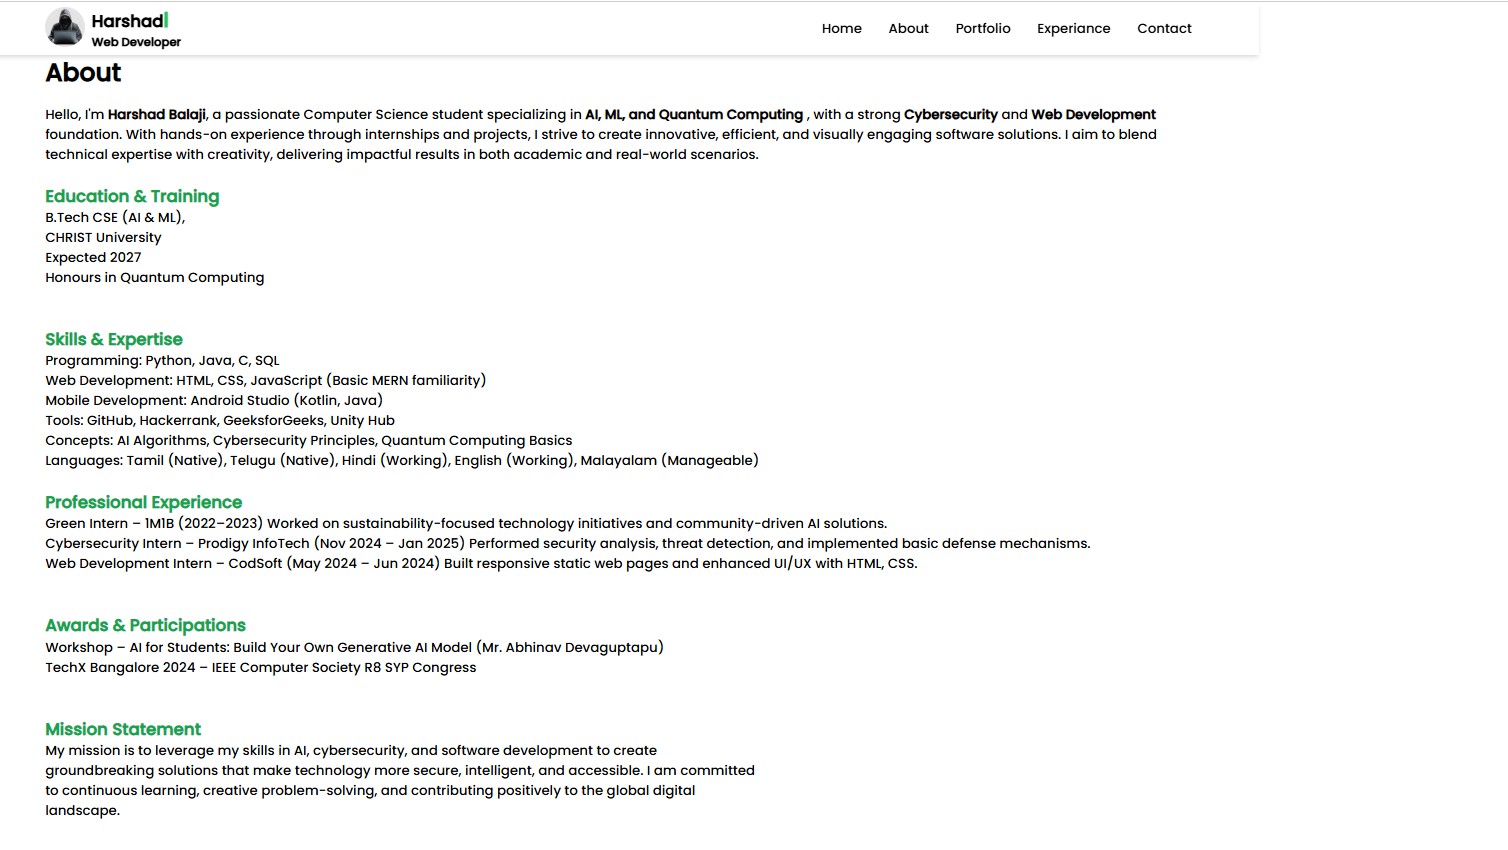 Harshadl
Web Developer
Home About Portfolio Experiance Contact
About
Hello, I'm Harshad Balaji, a passionate Computer Science student specializing in AI, ML, and Quantum Computing , with a strong Cybersecurity and Web Development
foundation. With hands-on experience through internships and projects, I strive to create innovative, efficient, and visually engaging software solutions. I aim to blend
technical expertise with creativity, delivering impactful results in both academic and real-world scenarios.
Education & Training
B.Tech CSE (AI & ML),
CHRIST University
Expected 2027
Honours in Quantum Computing
Skills & Expertise
Programming: Python, Java, C, SQL
Web Development: HTML, CSS, JavaScript (Basic MERN familiarity)
Mobile Development: Android Studio (Kotlin, Java)
Tools: GitHub, Hackerrank, GeeksforGeeks, Unity Hub
Concepts: AI Algorithms, Cybersecurity Principles, Quantum Computing Basics
Languages: Tamil (Native), Telugu (Native), Hindi (Working), English (Working), Malayalam (Manageable)
Professional Experience
Green Intern – 1M1B (2022–2023) Worked on sustainability-focused technology initiatives and community-driven AI solutions.
Cybersecurity Intern – Prodigy InfoTech (Nov 2024 – Jan 2025) Performed security analysis, threat detection, and implemented basic defense mechanisms.
Web Development Intern – CodSoft (May 2024 – Jun 2024) Built responsive static web pages and enhanced UI/UX with HTML, CSS.
Awards & Participations
Workshop – AI for Students: Build Your Own Generative AI Model (Mr. Abhinav Devaguptapu)
TechX Bangalore 2024 – IEEE Computer Society R8 SYP Congress
Mission Statement
My mission is to leverage my skills in AI, cybersecurity, and software development to create
groundbreaking solutions that make technology more secure, intelligent, and accessible. I am committed
to continuous learning, creative problem-solving, and contributing positively to the global digital
landscape.